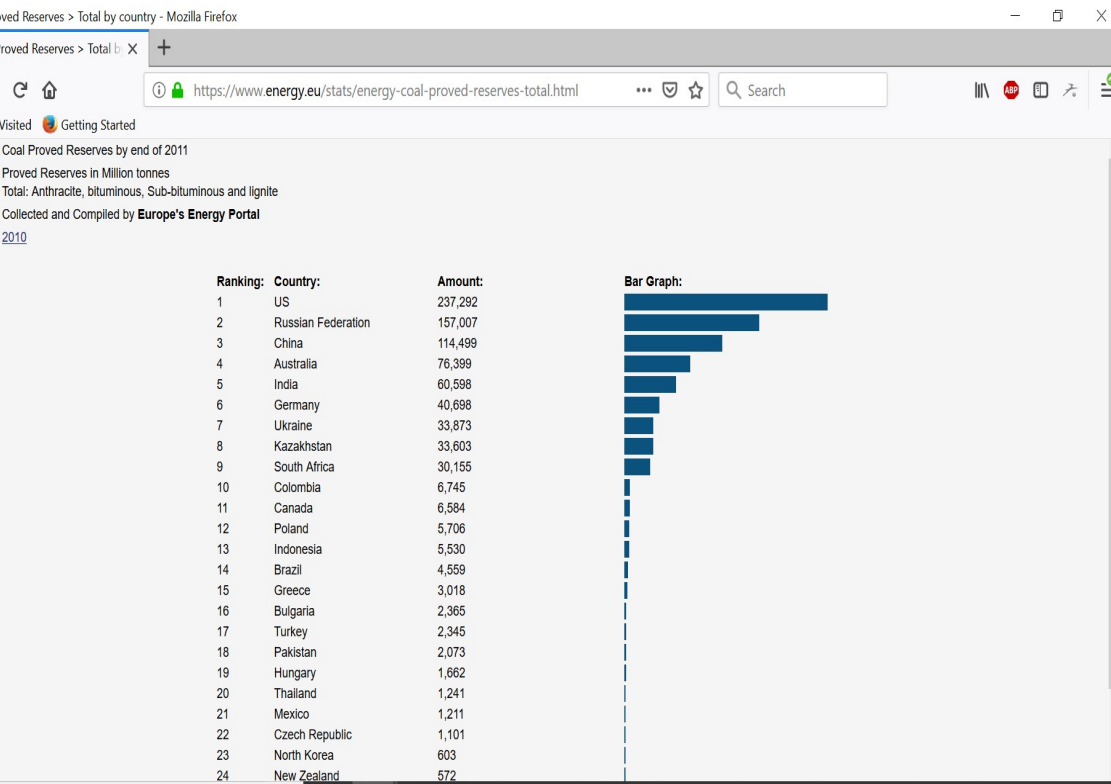 oved Reserves > Total by country - Mozilla Firefox
roved Reserves > Total b
https://www.energy.eu/stats/energy-coal-proved-reserves-total.html
Search
ABP
Visited Getting Started
Coal Proved Reserves by end of 2011
Proved Reserves in Million tonnes
Total: Anthracite, bituminous, Sub-bituminous and lignite
Collected and Compiled by Europe's Energy Portal
2010
Ranking: Country: Amount: Bar Graph:
1 US 237,292
2 Russian Federation 157,007
3 China 114,499
4 Australia 76,399
5 India 60,598
6 Germany 40,698
7 Ukraine 33,873
8 Kazakhstan 33,603
9 South Africa 30,155
10 Colombia 6,745
11 Canada 6,584
12 Poland 5,706
13 Indonesia 5,530
14 Brazil 4,559
15 Greece 3,018
16 Bulgaria 2,365
17 Turkey 2,345
18 Pakistan 2,073
19 Hungary 1,662
20 Thailand 1,241
21 Mexico 1,211
22 Czech Republic 1,101
23 North Korea 603
24 New Zealand 572